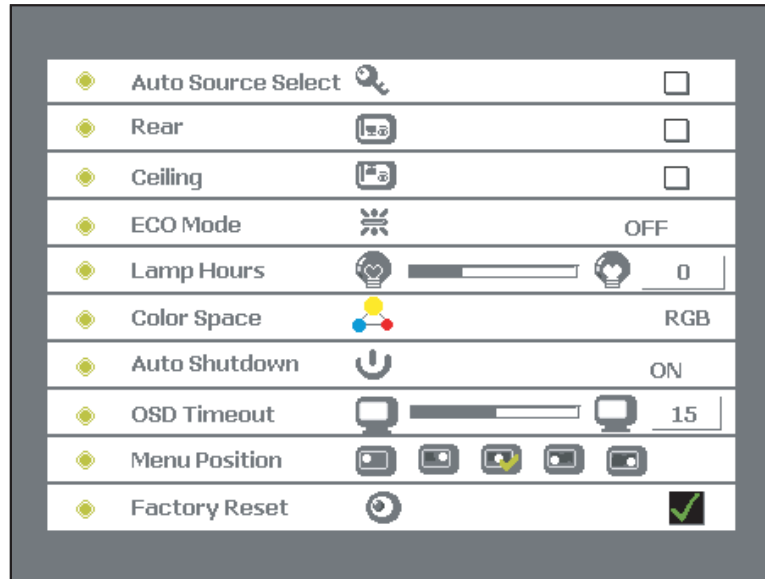 Auto Source Select
Rear
Ceiling
ECO Mode OFF
Lamp Hours 0
Color Space RGB
Auto Shutdown ON
OSD Timeout 15
Menu Position
Factory Reset